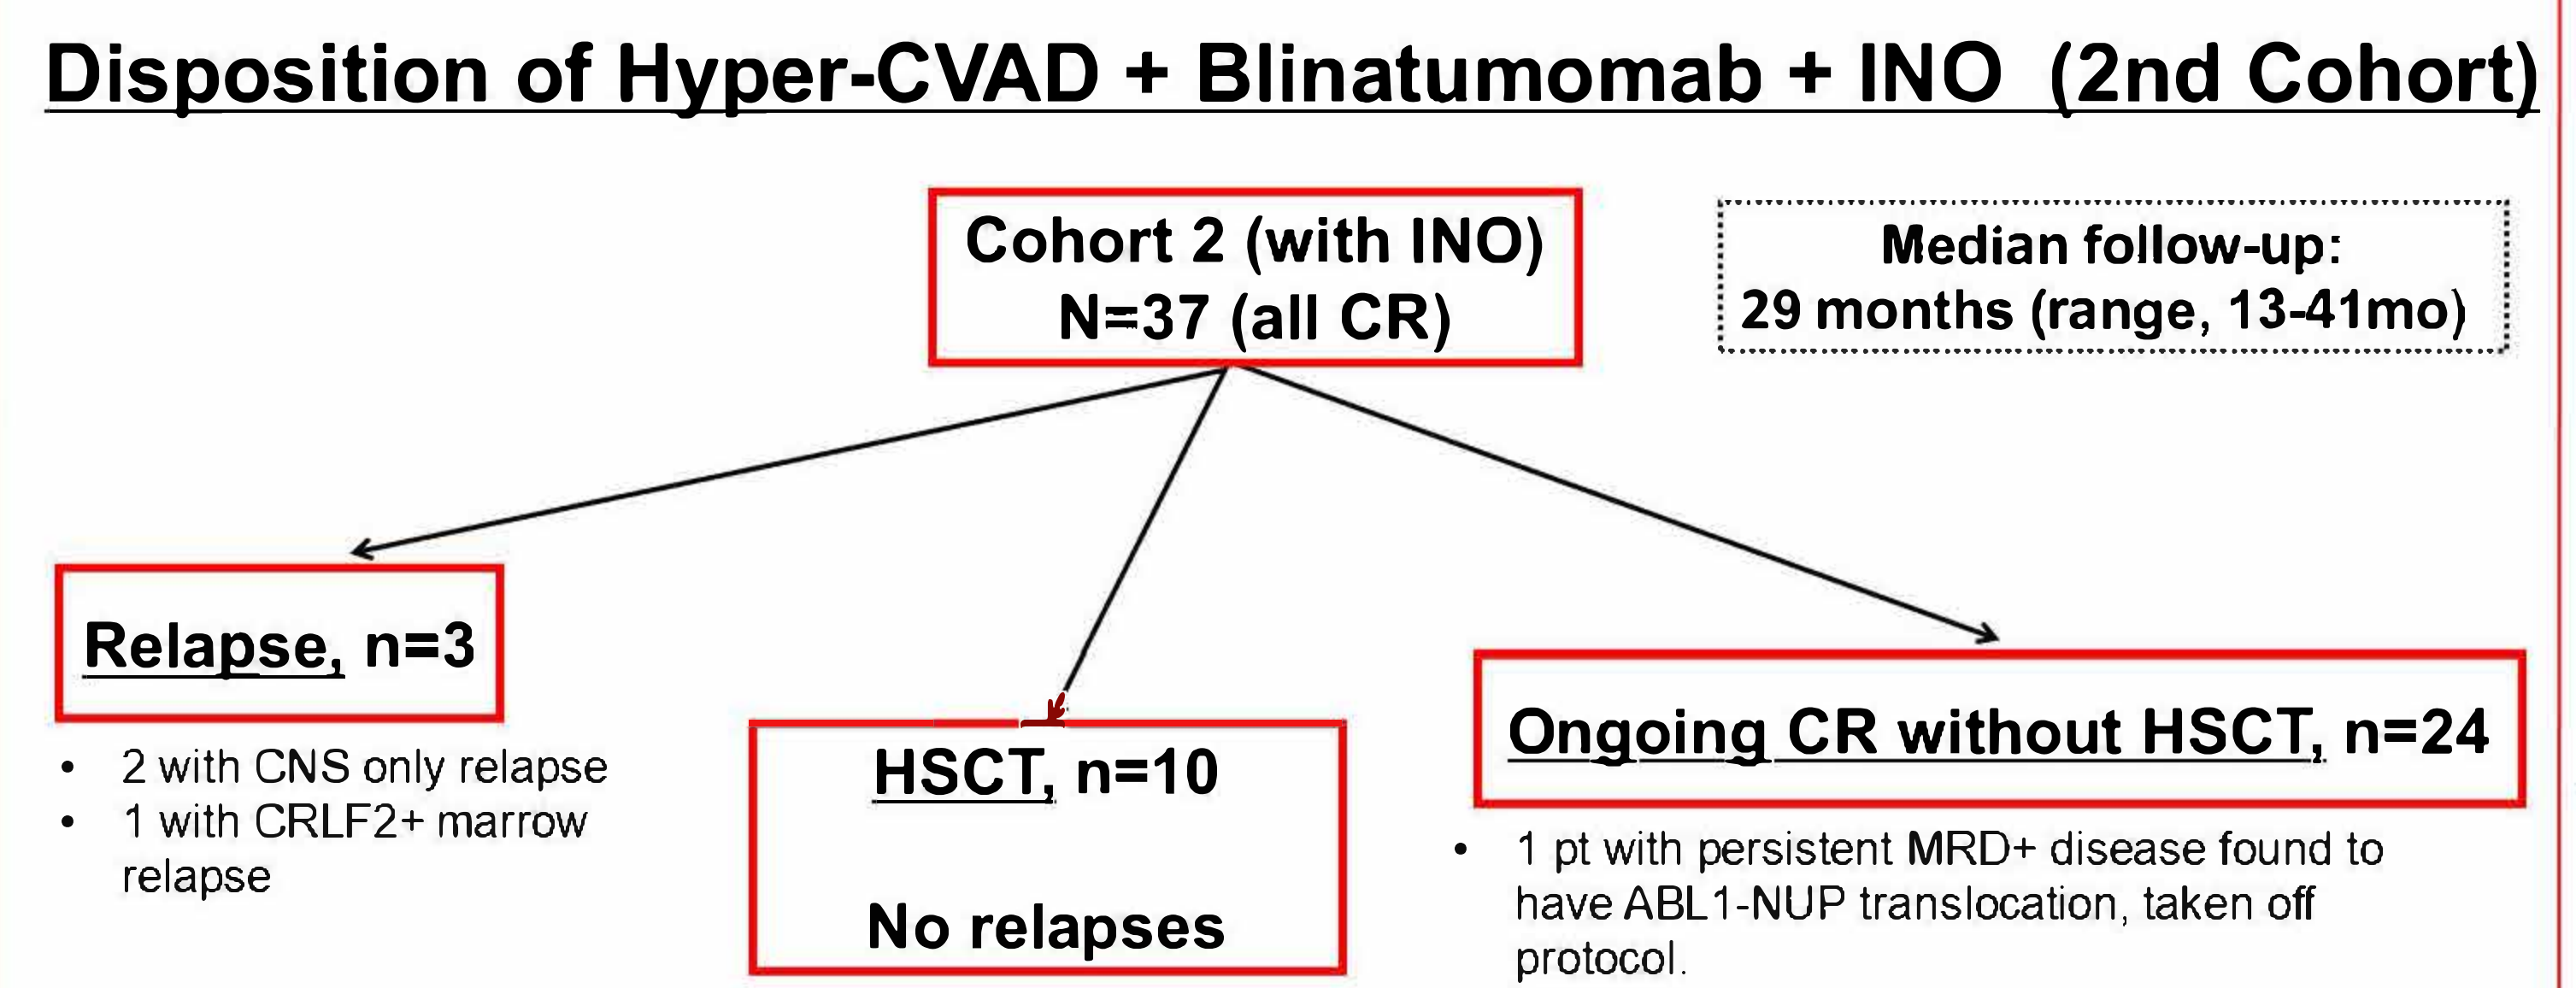 Disposition of Hyper-CVAD + Blinatumomab + INO (2nd Cohort)
Cohort 2 (with INO)
N=37 (all CR)
Median follow-up:
29 months (range, 13-41mo)
Relapse, n=3
• 2 with CNS only relapse
• 1 with CRLF2+ marrow
relapse
HSCT, n=10
No relapses
Ongoing CR without HSCT, n=24
• 1 pt with persistent MRD+ disease found to
have ABL1-NUP translocation, taken off
protocol.